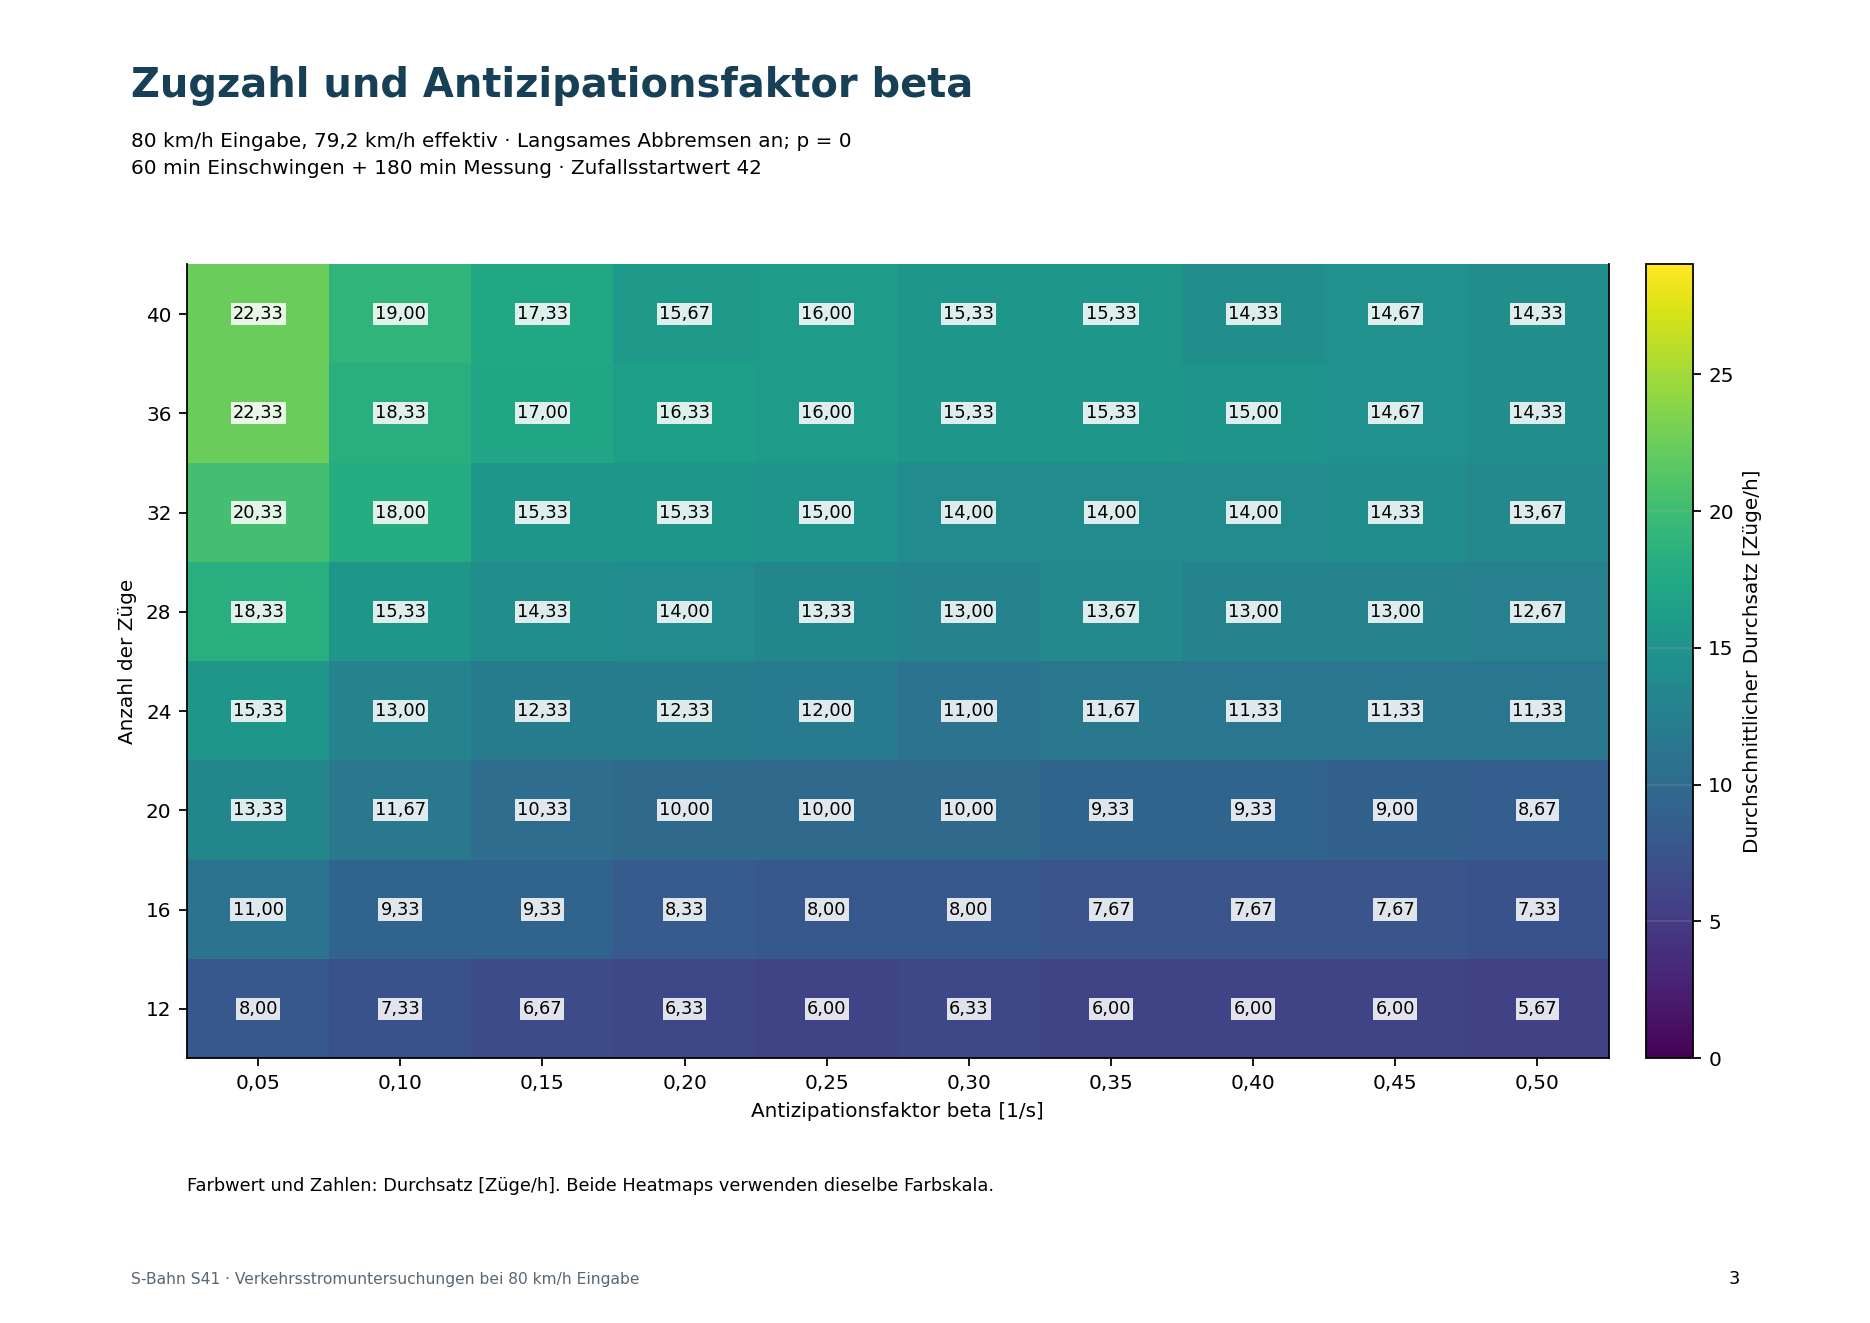 Zugzahl und Antizipationsfaktor beta
80 km/h Eingabe, 79,2 km/h effektiv · Langsames Abbremsen an; p = 0
60 min Einschwingen + 180 min Messung · Zufallsstartwert 42
Anzahl der Züge
40 22,33 19,00 17,33 15,67 16,00 15,33 15,33 14,33 14,67 14,33
36 22,33 18,33 17,00 16,33 16,00 15,33 15,33 15,00 14,67 14,33
32 20,33 18,00 15,33 15,33 15,00 14,00 14,00 14,00 14,33 13,67
28 18,33 15,33 14,33 14,00 13,33 13,00 13,67 13,00 13,00 12,67
24 15,33 13,00 12,33 12,33 12,00 11,00 11,67 11,33 11,33 11,33
20 13,33 11,67 10,33 10,00 10,00 10,00 9,33 9,33 9,00 8,67
16 11,00 9,33 9,33 8,33 8,00 8,00 7,67 7,67 7,67 7,33
12 8,00 7,33 6,67 6,33 6,00 6,33 6,00 6,00 6,00 5,67
0,05 0,10 0,15 0,20 0,25 0,30 0,35 0,40 0,45 0,50
Antizipationsfaktor beta [1/s]
25
20
15
10
5
0
Durchschnittlicher Durchsatz [Züge/h]
Farbwert und Zahlen: Durchsatz [Züge/h]. Beide Heatmaps verwenden dieselbe Farbskala.
S-Bahn S41 · Verkehrsstromuntersuchungen bei 80 km/h Eingabe
3